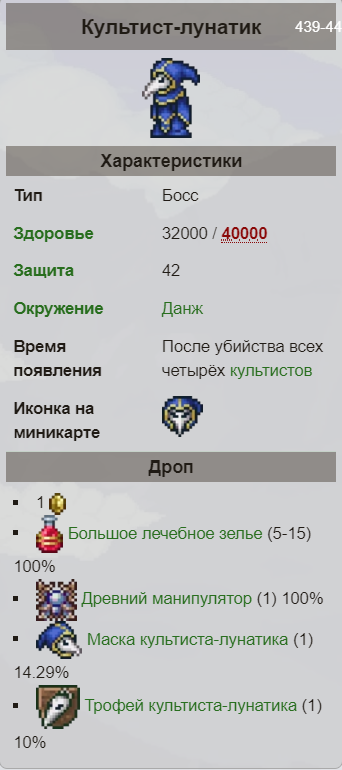 Культист-лунатик 439-44
Характеристики
Тип Босс
Здоровье 32000 / 40000
Защита 42
Окружение Данж
Время появления После убийства всех четырёх культистов
Иконка на миникарте
Дроп
1
Большое лечебное зелье (5-15)
100%
Древний манипулятор (1) 100%
Маска культиста-лунатика (1)
14.29%
Трофей культиста-лунатика (1)
10%